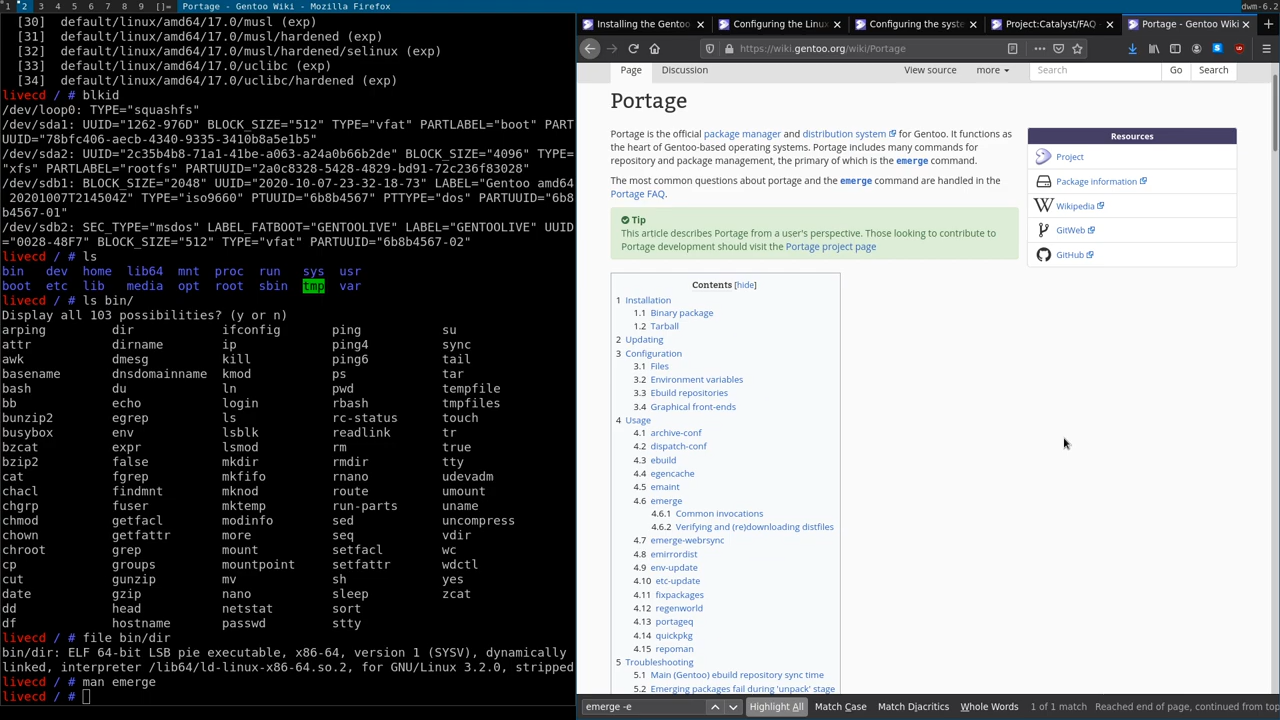 1 2 3 4 5 6 7 8 9 []= Portage - Gentoo Wiki - Mozilla Firefox dwm-6.2
[30] default/linux/amd64/17.0/musl (exp)
[31] default/linux/amd64/17.0/musl/hardened (exp)
[32] default/linux/amd64/17.0/musl/hardened/selinux (exp)
[33] default/linux/amd64/17.0/uclibc (exp)
[34] default/linux/amd64/17.0/uclibc/hardened (exp)
livecd / # blkid
/dev/loop0: TYPE="squashfs"
/dev/sda1: UUID="1262-976D" BLOCK_SIZE="512" TYPE="vfat" PARTLABEL="boot" PART
UUID="78bfc406-aecb-4340-9335-3410b8a5e1b5"
/dev/sda2: UUID="2c35b4b8-71a1-41be-a063-a24a0b66b2de" BLOCK_SIZE="4096" TYPE=
"xfs" PARTLABEL="rootfs" PARTUUID="2a0c8328-5428-4829-bd91-72c236f83028"
/dev/sdb1: BLOCK_SIZE="2048" UUID="2020-10-07-23-32-18-73" LABEL="Gentoo amd64
 20201007T214504Z" TYPE="iso9660" PTUUID="6b8b4567" PTTYPE="dos" PARTUUID="6b8
b4567-01"
/dev/sdb2: SEC_TYPE="msdos" LABEL_FATBOOT="GENTOOLIVE" LABEL="GENTOOLIVE" UUID
="0028-48F7" BLOCK_SIZE="512" TYPE="vfat" PARTUUID="6b8b4567-02"
livecd / # ls
bin dev home lib64 mnt proc run sys usr
boot etc lib media opt root sbin tmp var
livecd / # ls bin/
Display all 103 possibilities? (y or n)
arping dir ifconfig ping su
attr dirname ip ping4 sync
awk dmesg kill ping6 tail
basename dnsdomainname kmod ps tar
bash du ln pwd tempfile
bb echo login rbash tmpfiles
bunzip2 egrep ls rc-status touch
busybox env lsblk readlink tr
bzcat expr lsmod rm true
bzip2 false mkdir rmdir tty
cat fgrep mkfifo rnano udevadm
chacl findmnt mknod route umount
chgrp fuser mktemp run-parts uname
chmod getfacl modinfo sed uncompress
chown getfattr more seq vdir
chroot grep mount setfacl wc
cp groups mountpoint setfattr wdctl
cut gunzip mv sh yes
date gzip nano sleep zcat
dd head netstat sort
df hostname passwd stty
livecd / # file bin/dir
bin/dir: ELF 64-bit LSB pie executable, x86-64, version 1 (SYSV), dynamically
linked, interpreter /lib64/ld-linux-x86-64.so.2, for GNU/Linux 3.2.0, stripped
livecd / # man emerge
livecd / #
Installing the Gento Configuring the Linux Configuring the syste Project:Catalyst/FAQ - Portage - Gentoo Wiki
https://wiki.gentoo.org/wiki/Portage
Page Discussion View source more Search Go Search
Portage
Portage is the official package manager and distribution system for Gentoo. It functions as
the heart of Gentoo-based operating systems. Portage includes many commands for
repository and package management, the primary of which is the emerge command.
The most common questions about portage and the emerge command are handled in the
Portage FAQ.
Tip
This article describes Portage from a user's perspective. Those looking to contribute to
Portage development should visit the Portage project page
Resources
Project
Package information
Wikipedia
GitWeb
GitHub
Contents [hide]
1 Installation
1.1 Binary package
1.2 Tarball
2 Updating
3 Configuration
3.1 Files
3.2 Environment variables
3.3 Ebuild repositories
3.4 Graphical front-ends
4 Usage
4.1 archive-conf
4.2 dispatch-conf
4.3 ebuild
4.4 egencache
4.5 emaint
4.6 emerge
4.6.1 Common invocations
4.6.2 Verifying and (re)downloading distfiles
4.7 emerge-webrsync
4.8 emirrordist
4.9 env-update
4.10 etc-update
4.11 fixpackages
4.12 regenworld
4.13 portageq
4.14 quickpkg
4.15 repoman
5 Troubleshooting
5.1 Main (Gentoo) ebuild repository sync time
5.2 Emerging packages fail during 'unpack' stage
emerge -e Highlight All Match Case Match Diacritics Whole Words 1 of 1 match Reached end of page, continued from top